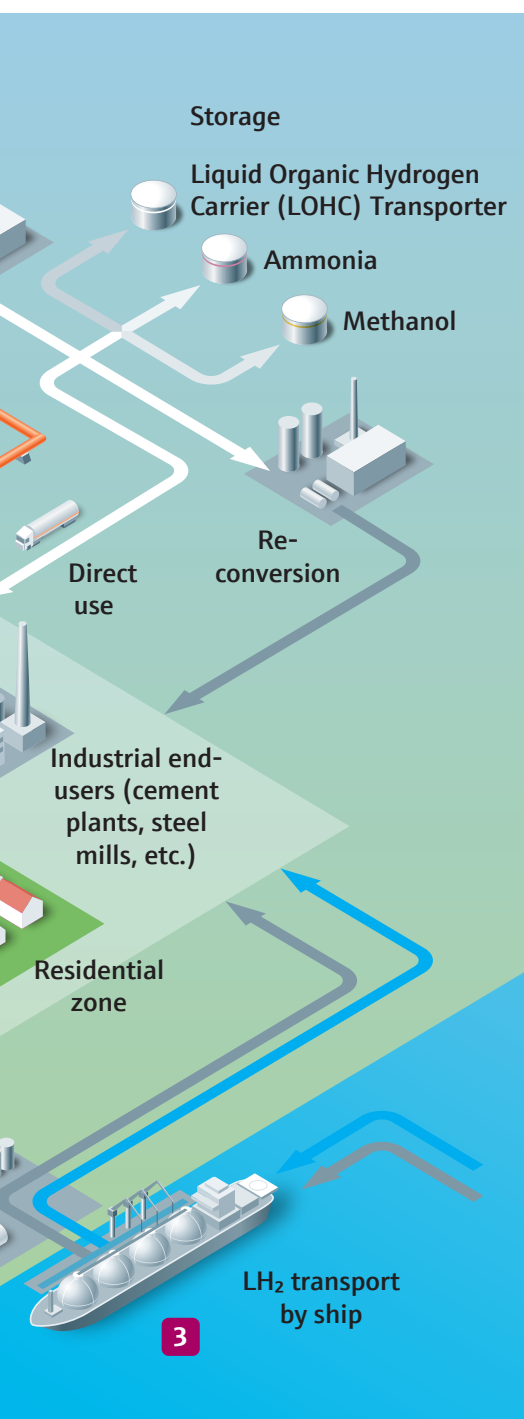 Storage
Liquid Organic Hydrogen
Carrier (LOHC) Transporter
Ammonia
Methanol
Direct
use
Re-
conversion
Industrial end-
users (cement
plants, steel
mills, etc.)
Residential
zone
LH₂ transport
by ship
3